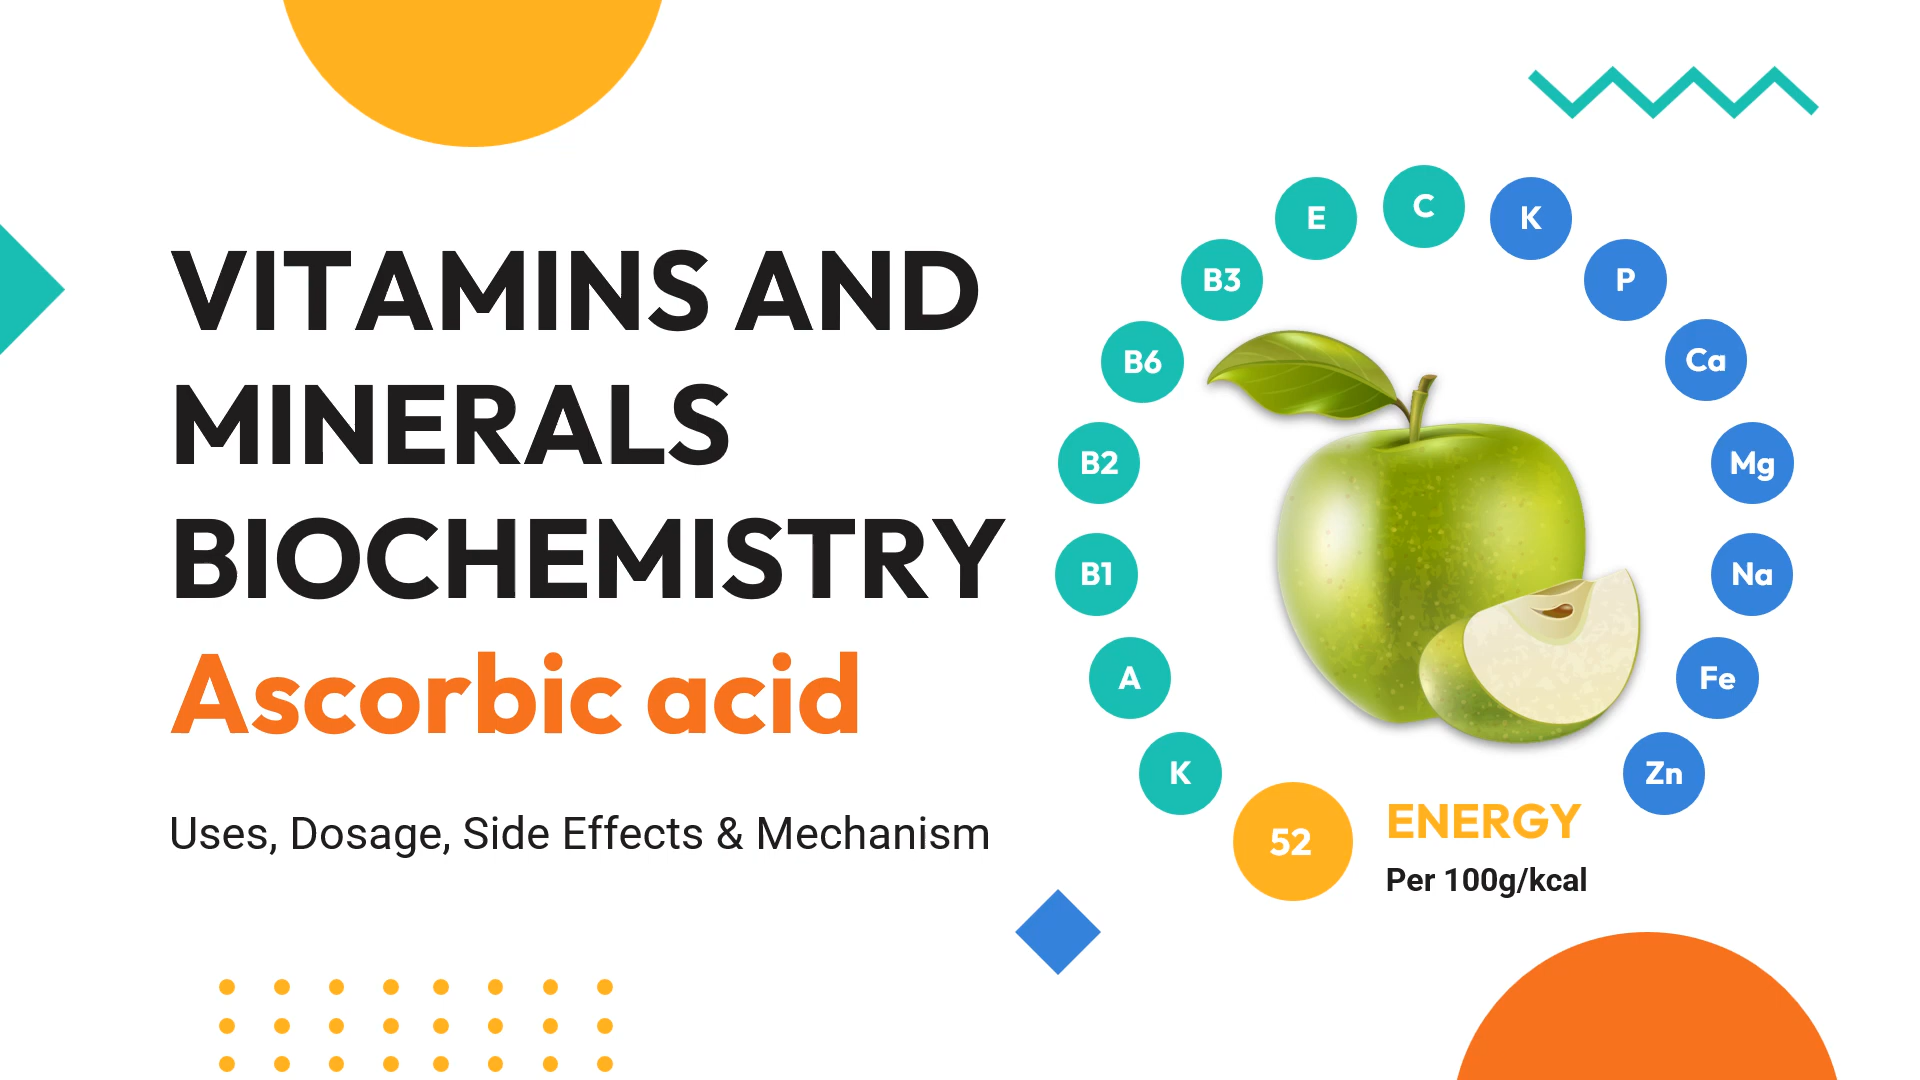 VITAMINS AND
MINERALS
BIOCHEMISTRY
Ascorbic acid
Uses, Dosage, Side Effects & Mechanism
K
A
B1
B2
B6
B3
E
C
K
P
Ca
Mg
Na
Fe
Zn
52
ENERGY
Per 100g/kcal